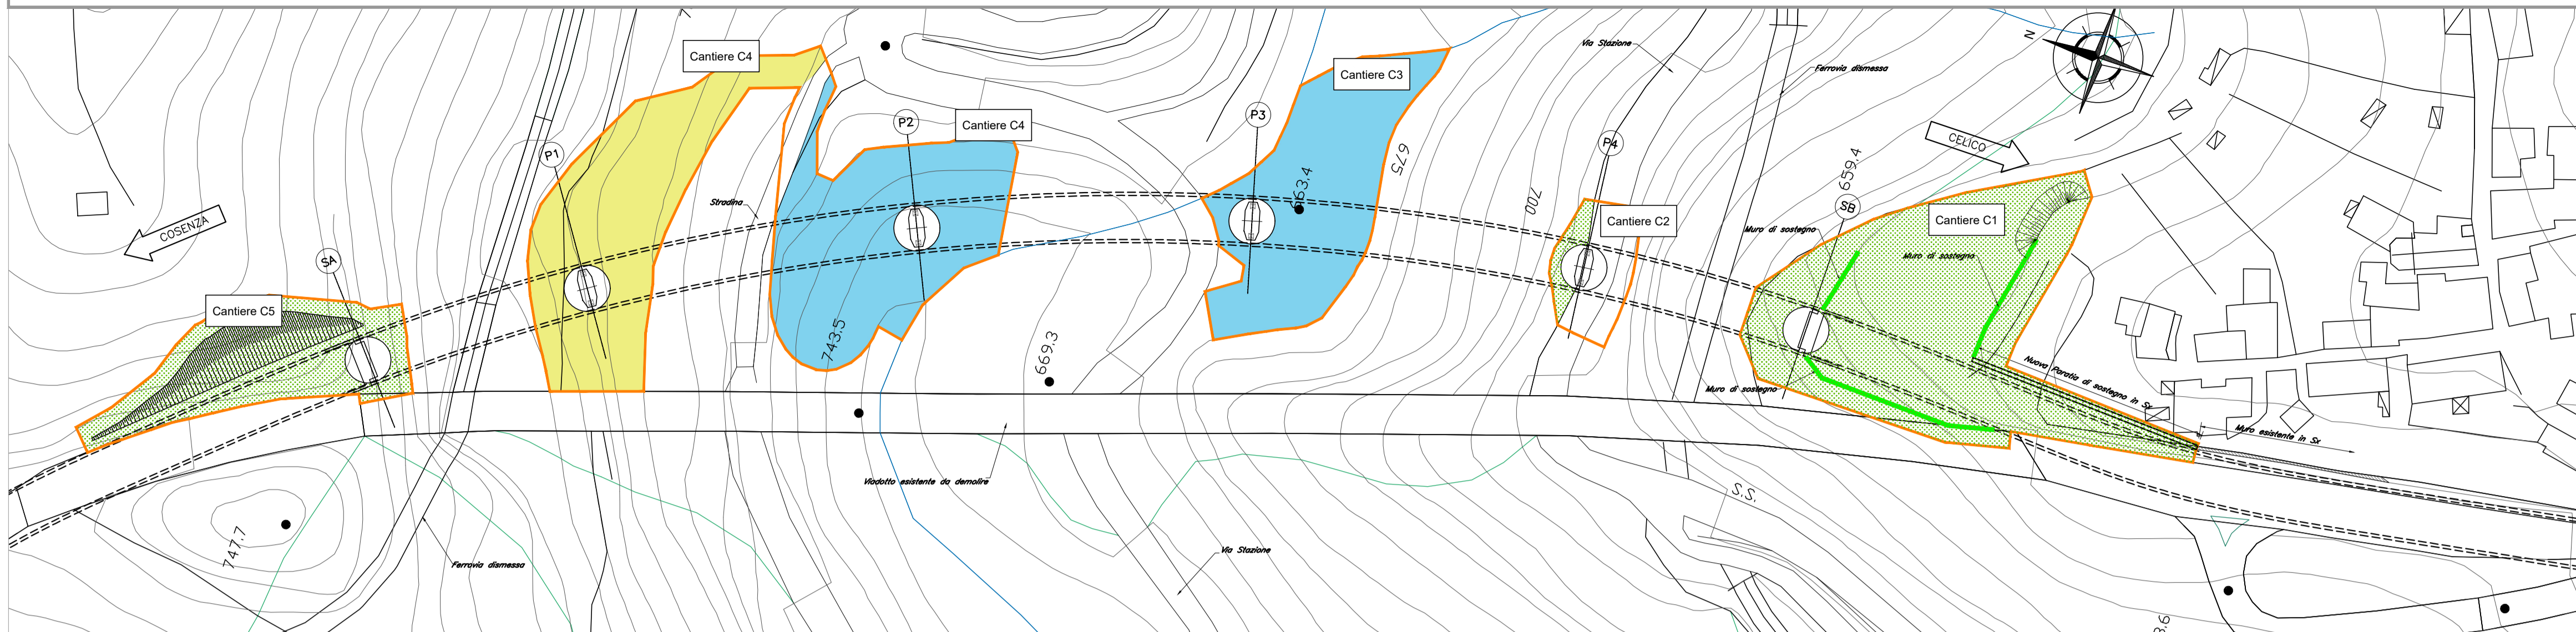 Cantiere C4
Cantiere C3
Via Stazione
Ferrovia dismessa
N
P1
P2
Cantiere C4
P3
675
P4
CELICO
663.4
700
659.4
SB
Cantiere C2
Cantiere C1
Muro di sostegno
Muro di sostegno
Stradina
COSENZA
SA
Cantiere C5
743.5
669.3
Muro di sostegno
Nuova Paratia di sostegno in Sx
Muro esistente in Sx
Viadotto esistente da demolire
S.S.
747.7
Ferrovia dismessa
Via Stazione